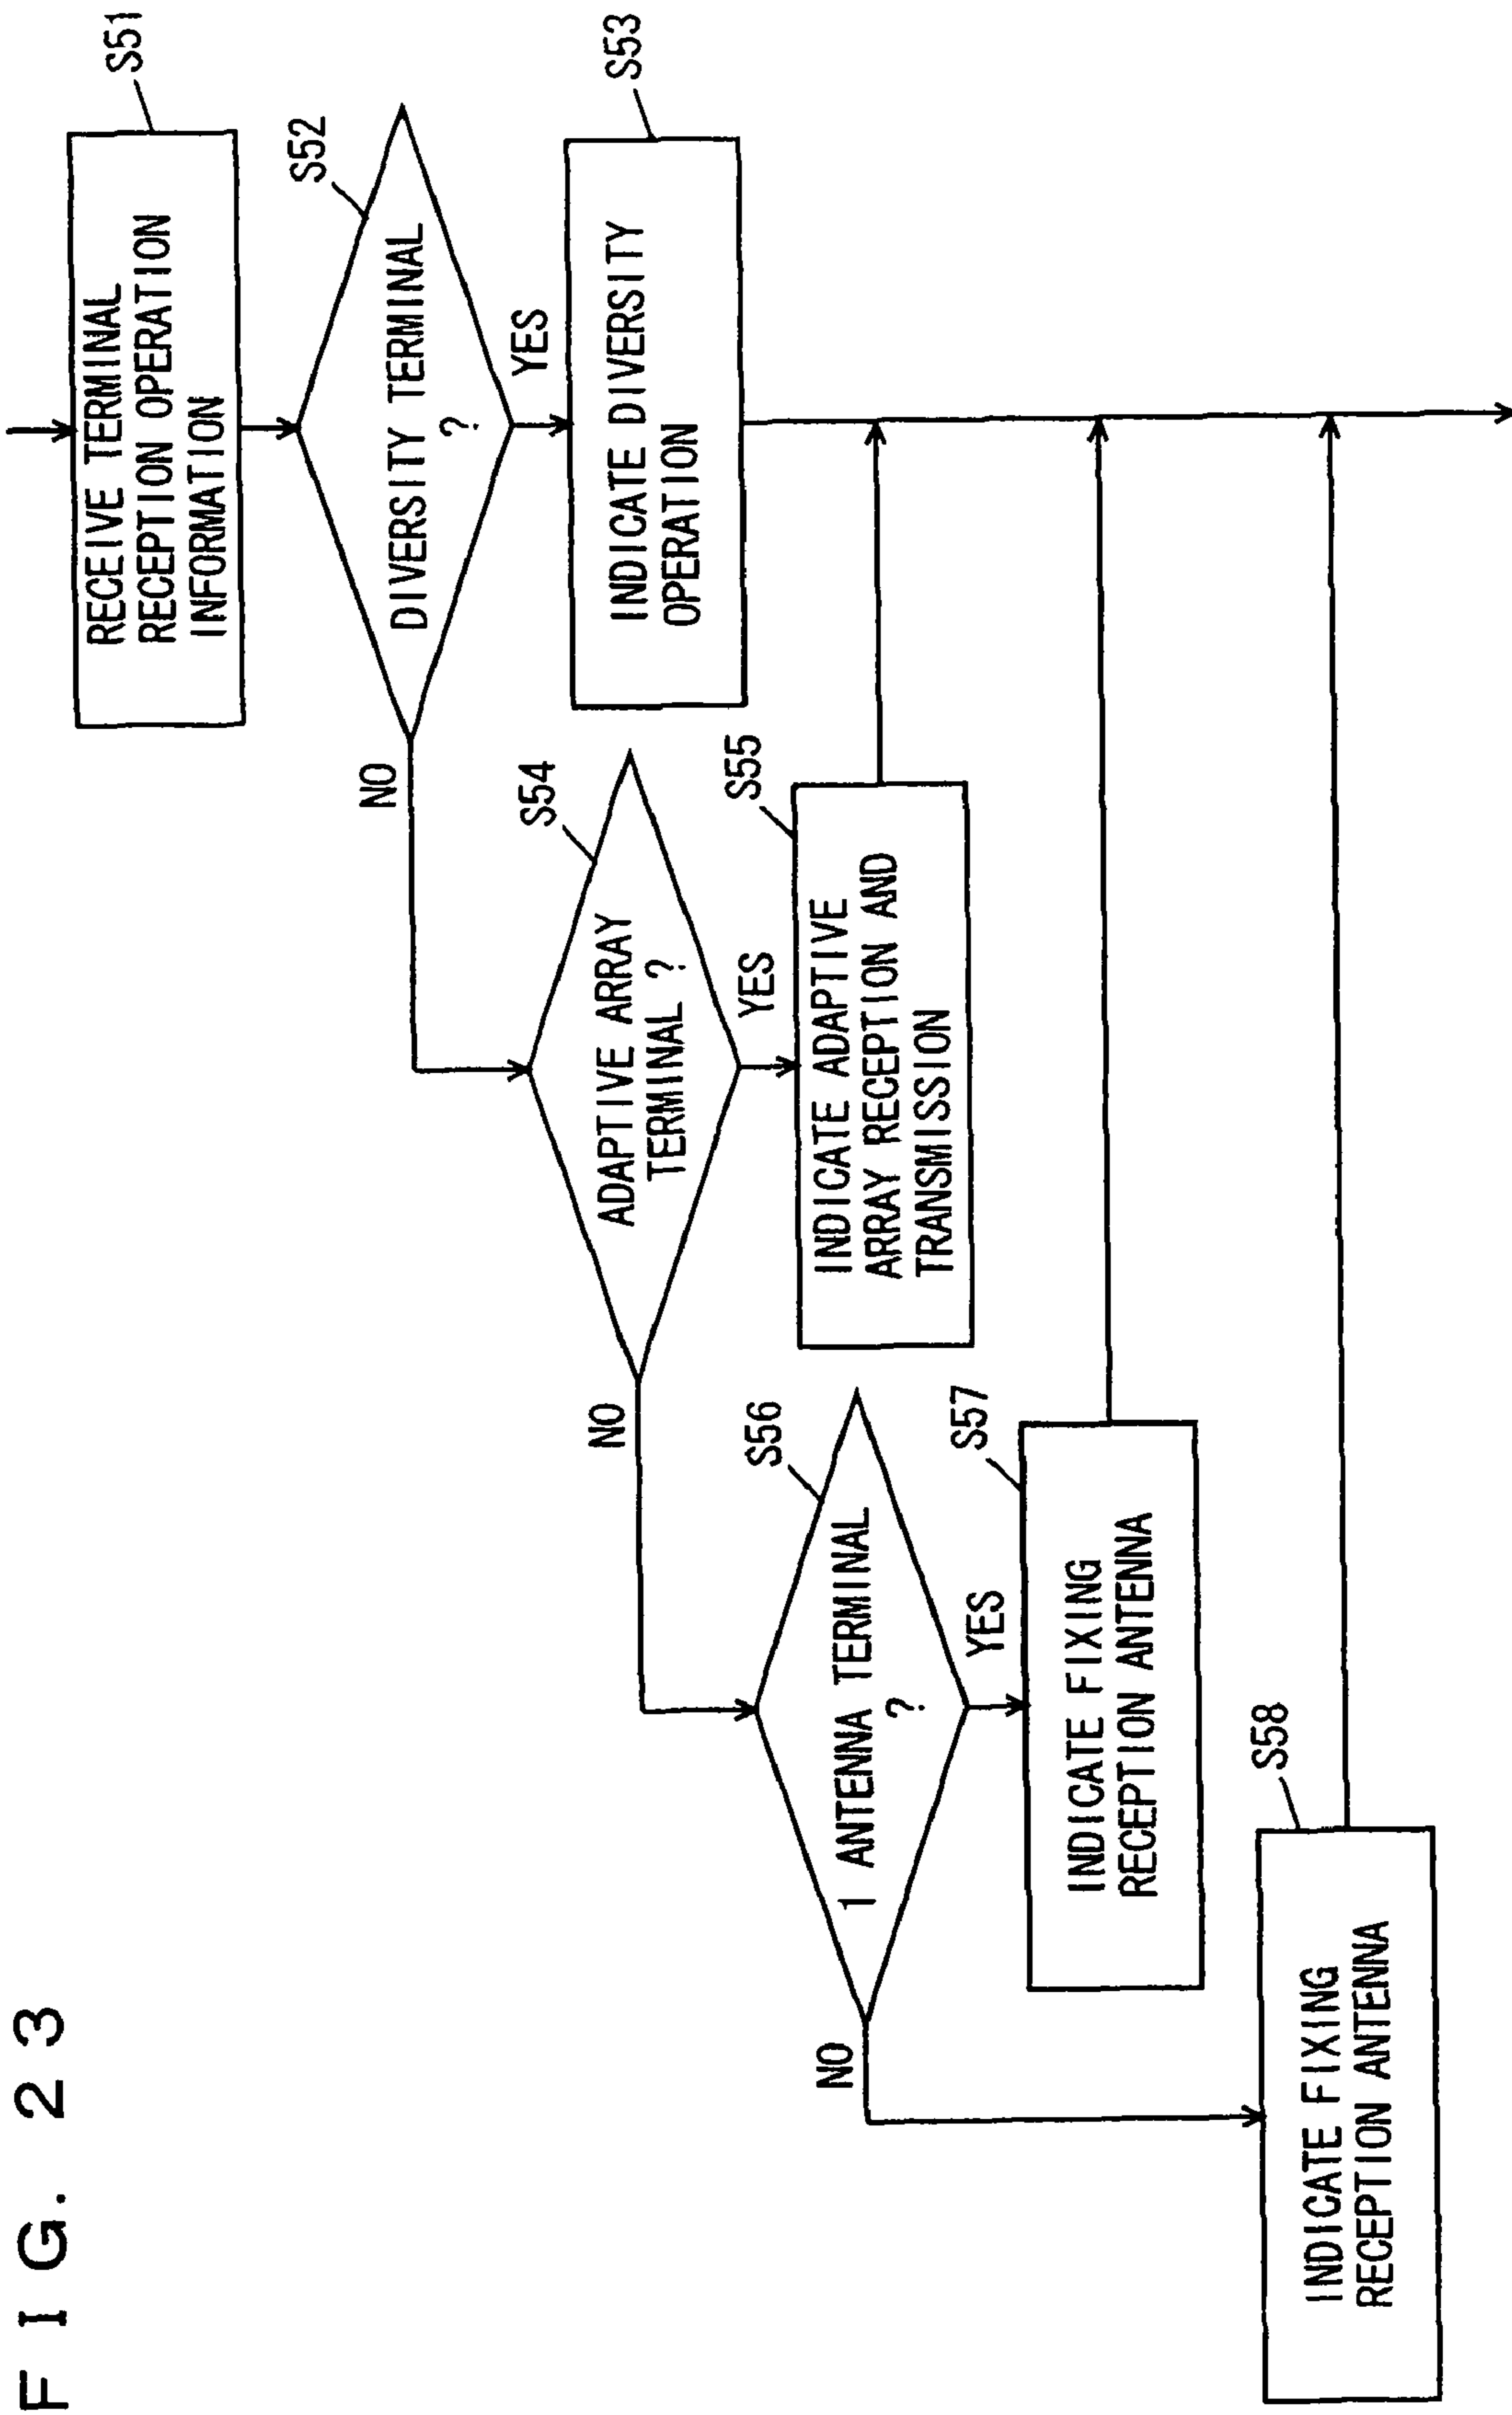 FIG. 23
RECEIVE TERMINAL
RECEPTION OPERATION
INFORMATION
S51
DIVERSITY TERMINAL
?
S52
YES
NO
INDICATE DIVERSITY
OPERATION
S53
ADAPTIVE ARRAY
TERMINAL ?
S54
YES
NO
INDICATE ADAPTIVE
ARRAY RECEPTION AND
TRANSMISSION
S55
1 ANTENNA TERMINAL
?
S56
YES
NO
INDICATE FIXING
RECEPTION ANTENNA
S57
INDICATE FIXING
RECEPTION ANTENNA
S58